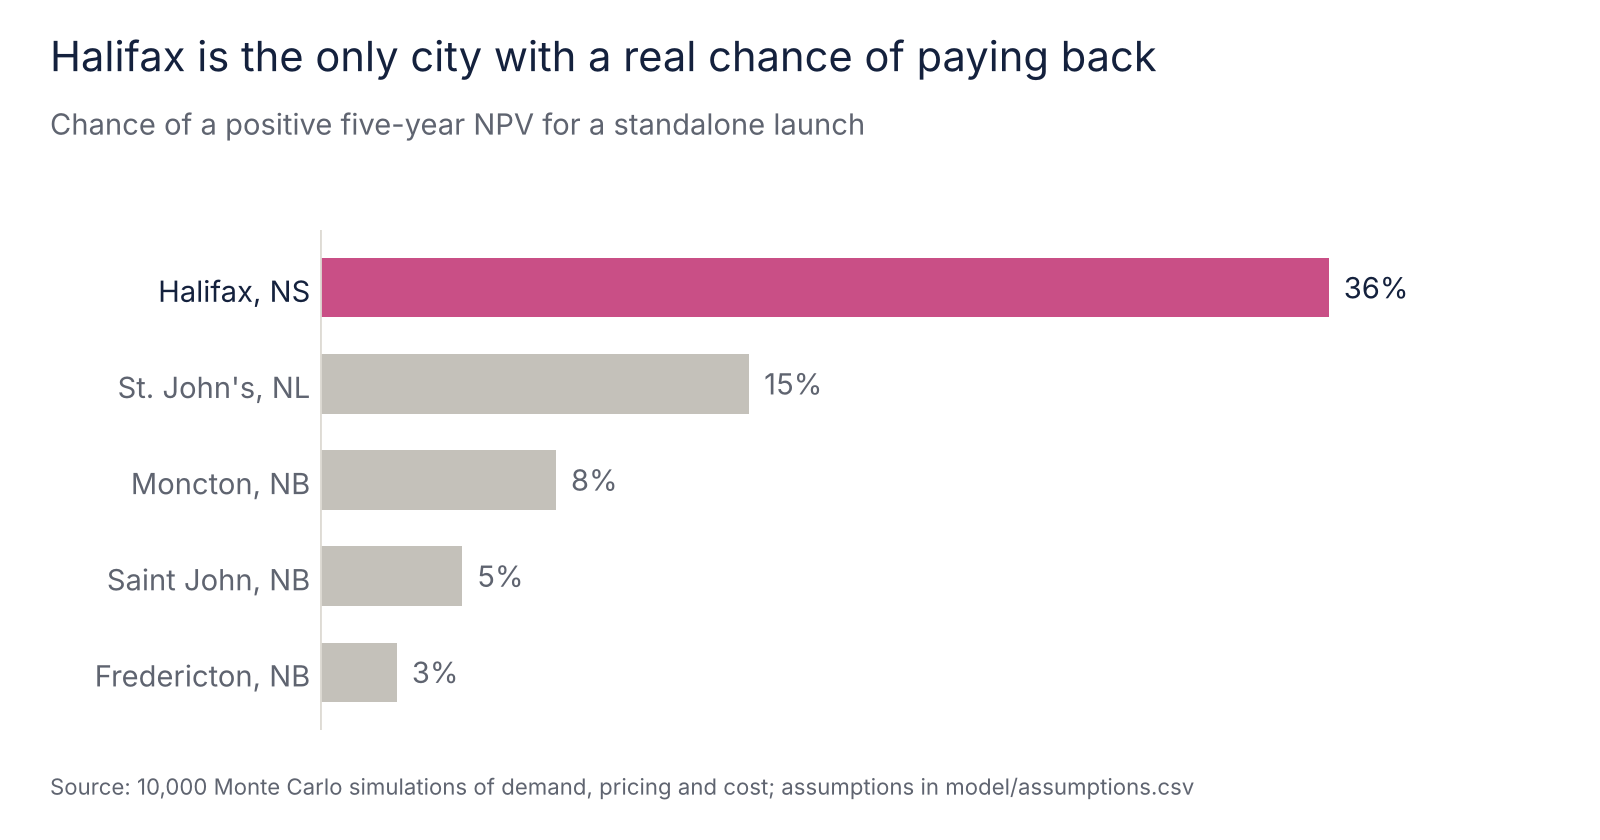 Halifax is the only city with a real chance of paying back
Chance of a positive five-year NPV for a standalone launch
Halifax, NS 36%
St. John's, NL 15%
Moncton, NB 8%
Saint John, NB 5%
Fredericton, NB 3%
Source: 10,000 Monte Carlo simulations of demand, pricing and cost; assumptions in model/assumptions.csv